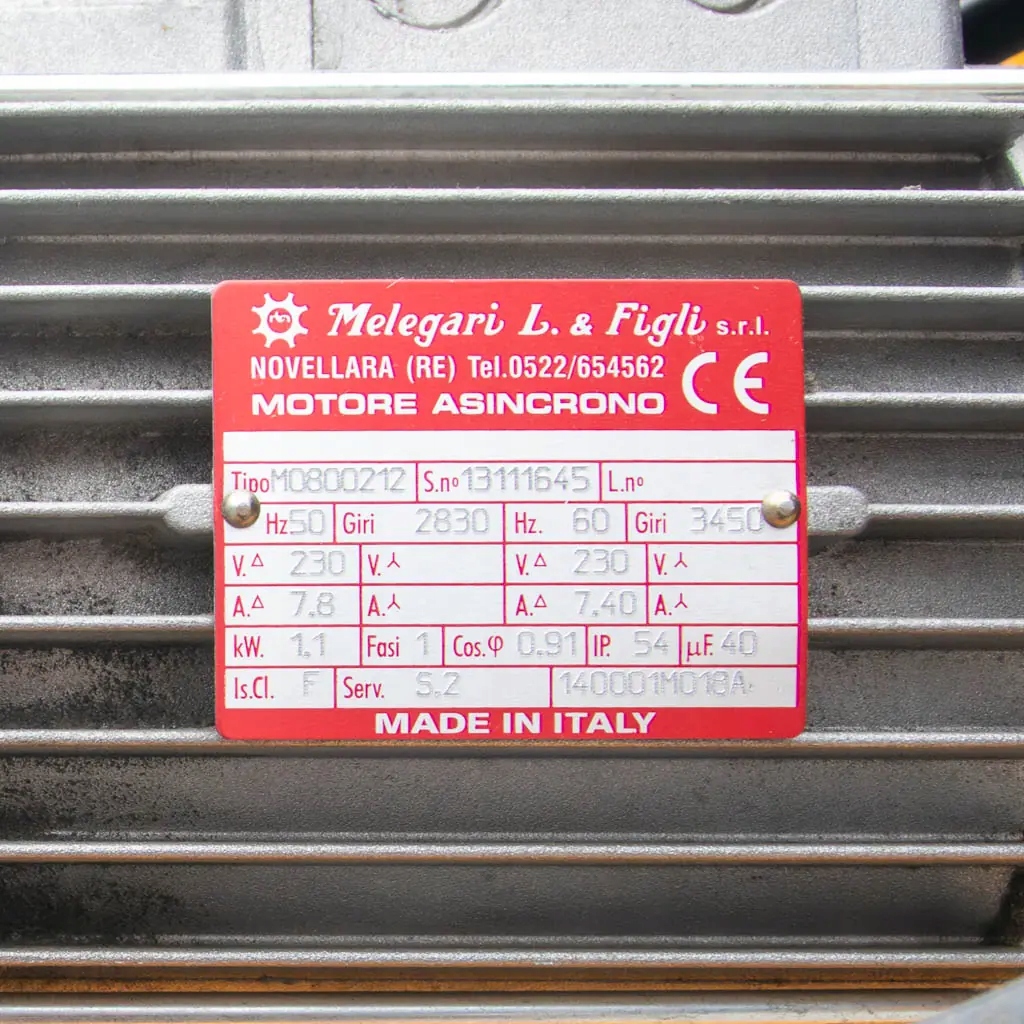 Melegari L. & Figli s.r.l.
NOVELLARA (RE) Tel.0522/654562
CE
MOTORE ASINCRONO
Tipo M0800212 S.nº 13111645 L.nº
Hz 50 Giri 2830 Hz. 60 Giri 3450
V.Δ 230 V.⅄ V.Δ 230 V.⅄
A.Δ 7,8 A.⅄ A.Δ 7,40 A.⅄
kW. 1,1 Fasi 1 Cos.φ 0,91 IP. 54 µF. 40
Is.Cl. F Serv. S,2 140001M018A
MADE IN ITALY